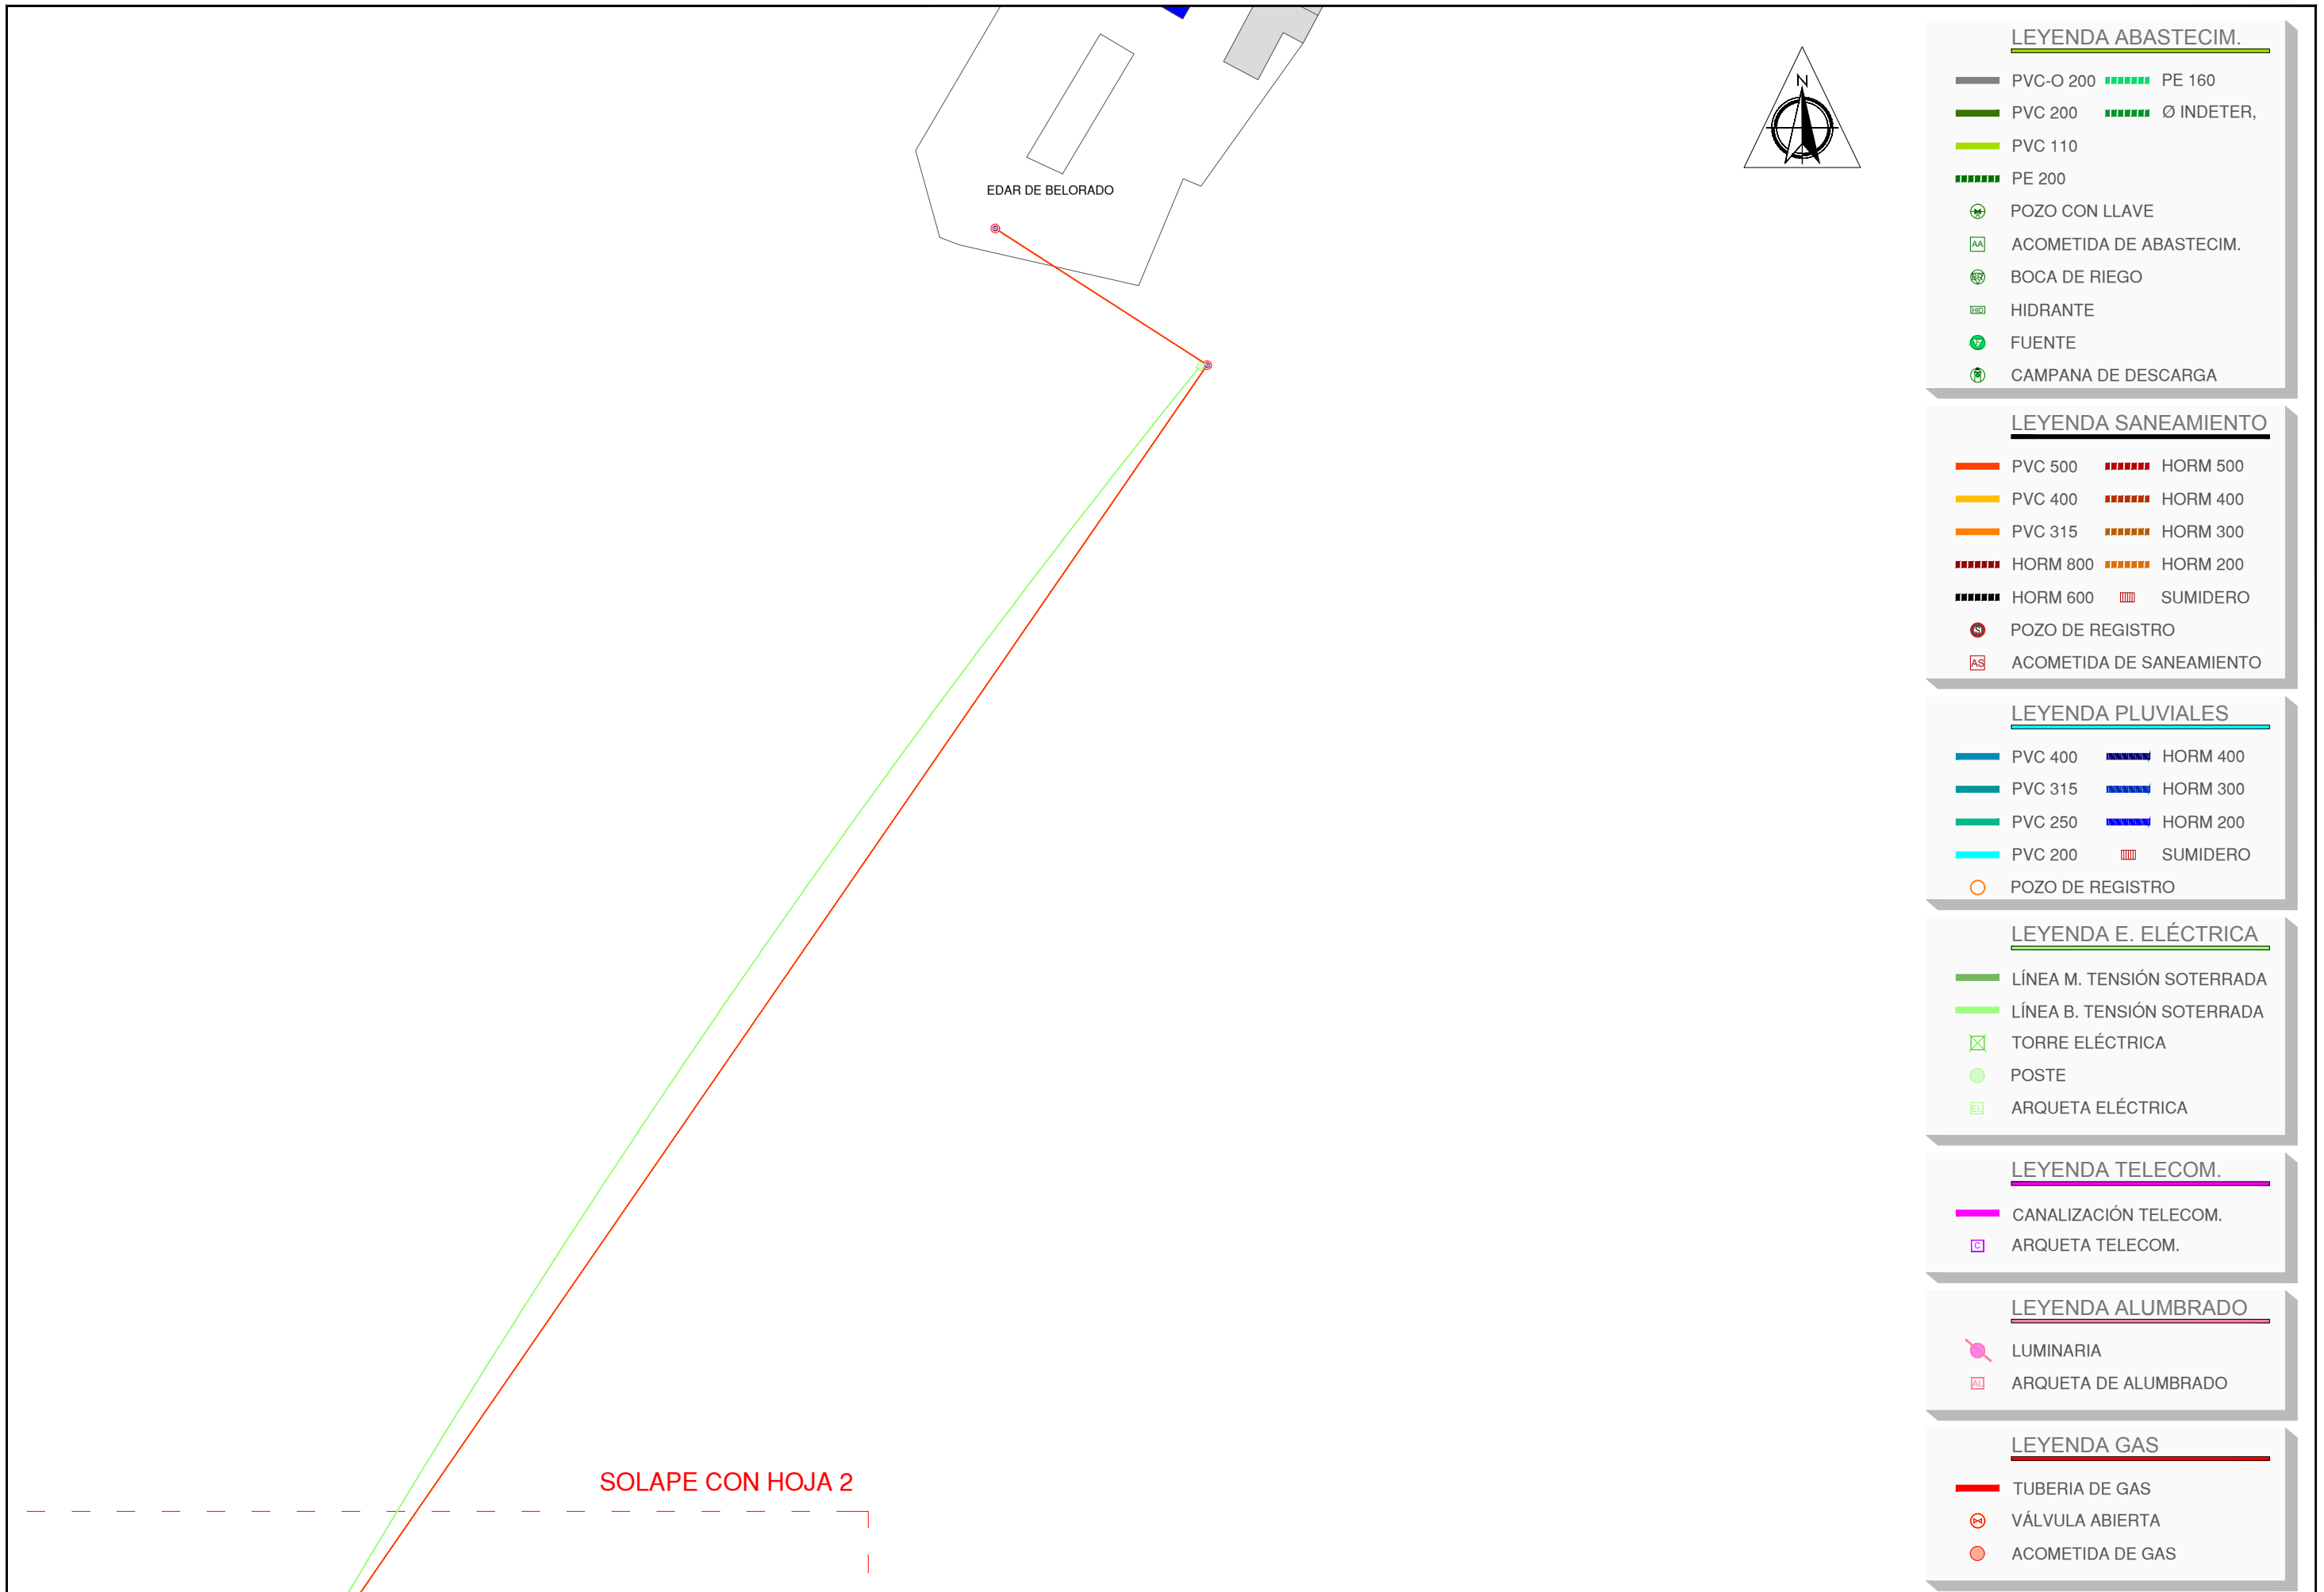 EDAR DE BELORADO
SOLAPE CON HOJA 2
N
LEYENDA ABASTECIM.
PVC-O 200 PE 160
PVC 200 Ø INDETER,
PVC 110
PE 200
POZO CON LLAVE
AA ACOMETIDA DE ABASTECIM.
BOCA DE RIEGO
HID HIDRANTE
FUENTE
CAMPANA DE DESCARGA
LEYENDA SANEAMIENTO
PVC 500 HORM 500
PVC 400 HORM 400
PVC 315 HORM 300
HORM 800 HORM 200
HORM 600 SUMIDERO
S POZO DE REGISTRO
AS ACOMETIDA DE SANEAMIENTO
LEYENDA PLUVIALES
PVC 400 HORM 400
PVC 315 HORM 300
PVC 250 HORM 200
PVC 200 SUMIDERO
POZO DE REGISTRO
LEYENDA E. ELÉCTRICA
LÍNEA M. TENSIÓN SOTERRADA
LÍNEA B. TENSIÓN SOTERRADA
TORRE ELÉCTRICA
POSTE
EL ARQUETA ELÉCTRICA
LEYENDA TELECOM.
CANALIZACIÓN TELECOM.
C ARQUETA TELECOM.
LEYENDA ALUMBRADO
LUMINARIA
AL ARQUETA DE ALUMBRADO
LEYENDA GAS
TUBERIA DE GAS
VÁLVULA ABIERTA
ACOMETIDA DE GAS